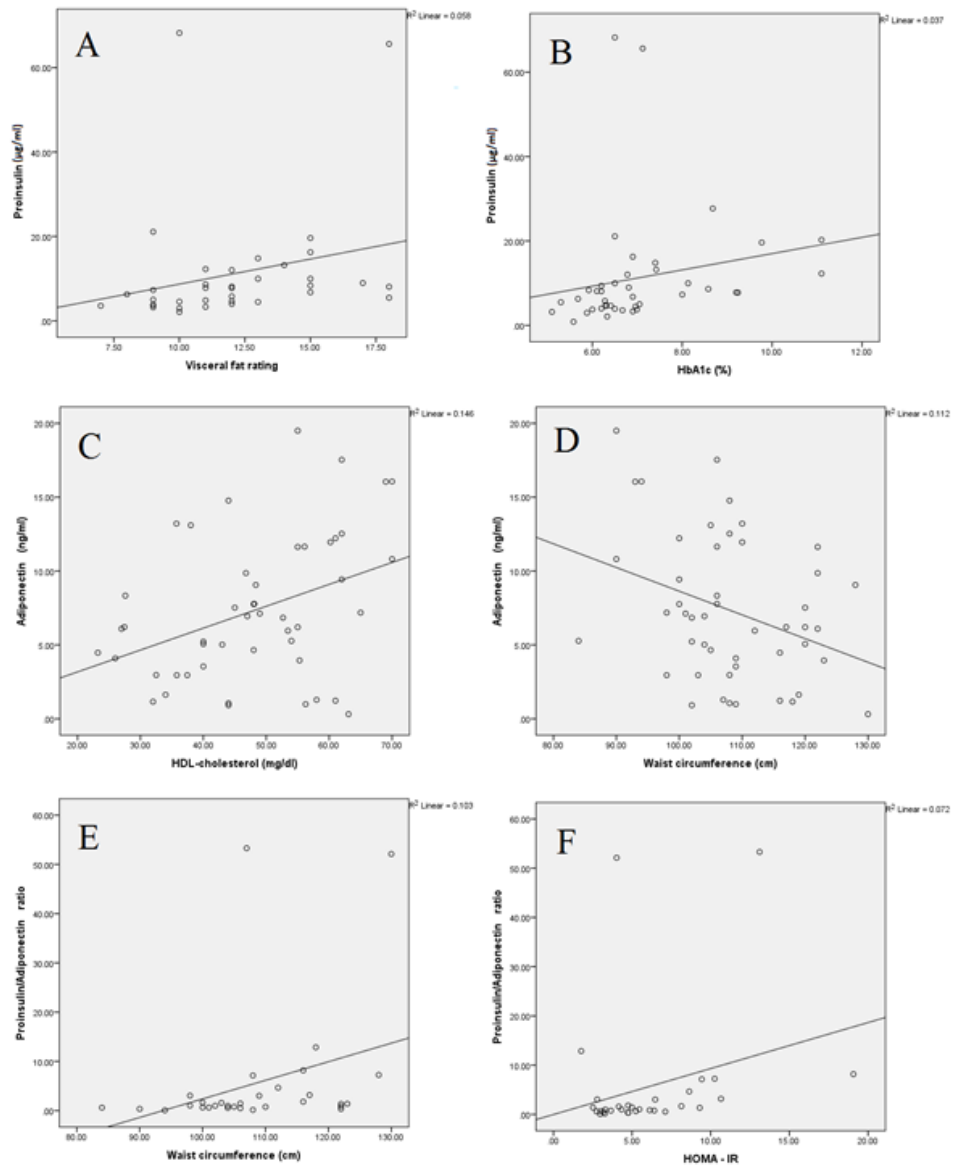 R² Linear = 0.058
A
Proinsulin (µg/ml)
60.00
40.00
20.00
.00
7.50 10.00 12.50 15.00 17.50
Visceral fat rating
R² Linear = 0.037
B
Proinsulin (µg/ml)
60.00
40.00
20.00
.00
6.00 8.00 10.00 12.00
HbA1c (%)
R² Linear = 0.146
C
Adiponectin (ng/ml)
20.00
15.00
10.00
5.00
.00
20.00 30.00 40.00 50.00 60.00 70.00
HDL-cholesterol (mg/dl)
R² Linear = 0.112
D
Adiponectin (ng/ml)
20.00
15.00
10.00
5.00
.00
80.00 90.00 100.00 110.00 120.00 130.00
Waist circumference (cm)
R² Linear = 0.103
E
Proinsulin/Adiponectin ratio
60.00
50.00
40.00
30.00
20.00
10.00
.00
80.00 90.00 100.00 110.00 120.00 130.00
Waist circumference (cm)
R² Linear = 0.072
F
Proinsulin/Adiponectin ratio
60.00
50.00
40.00
30.00
20.00
10.00
.00
.00 5.00 10.00 15.00 20.00
HOMA - IR